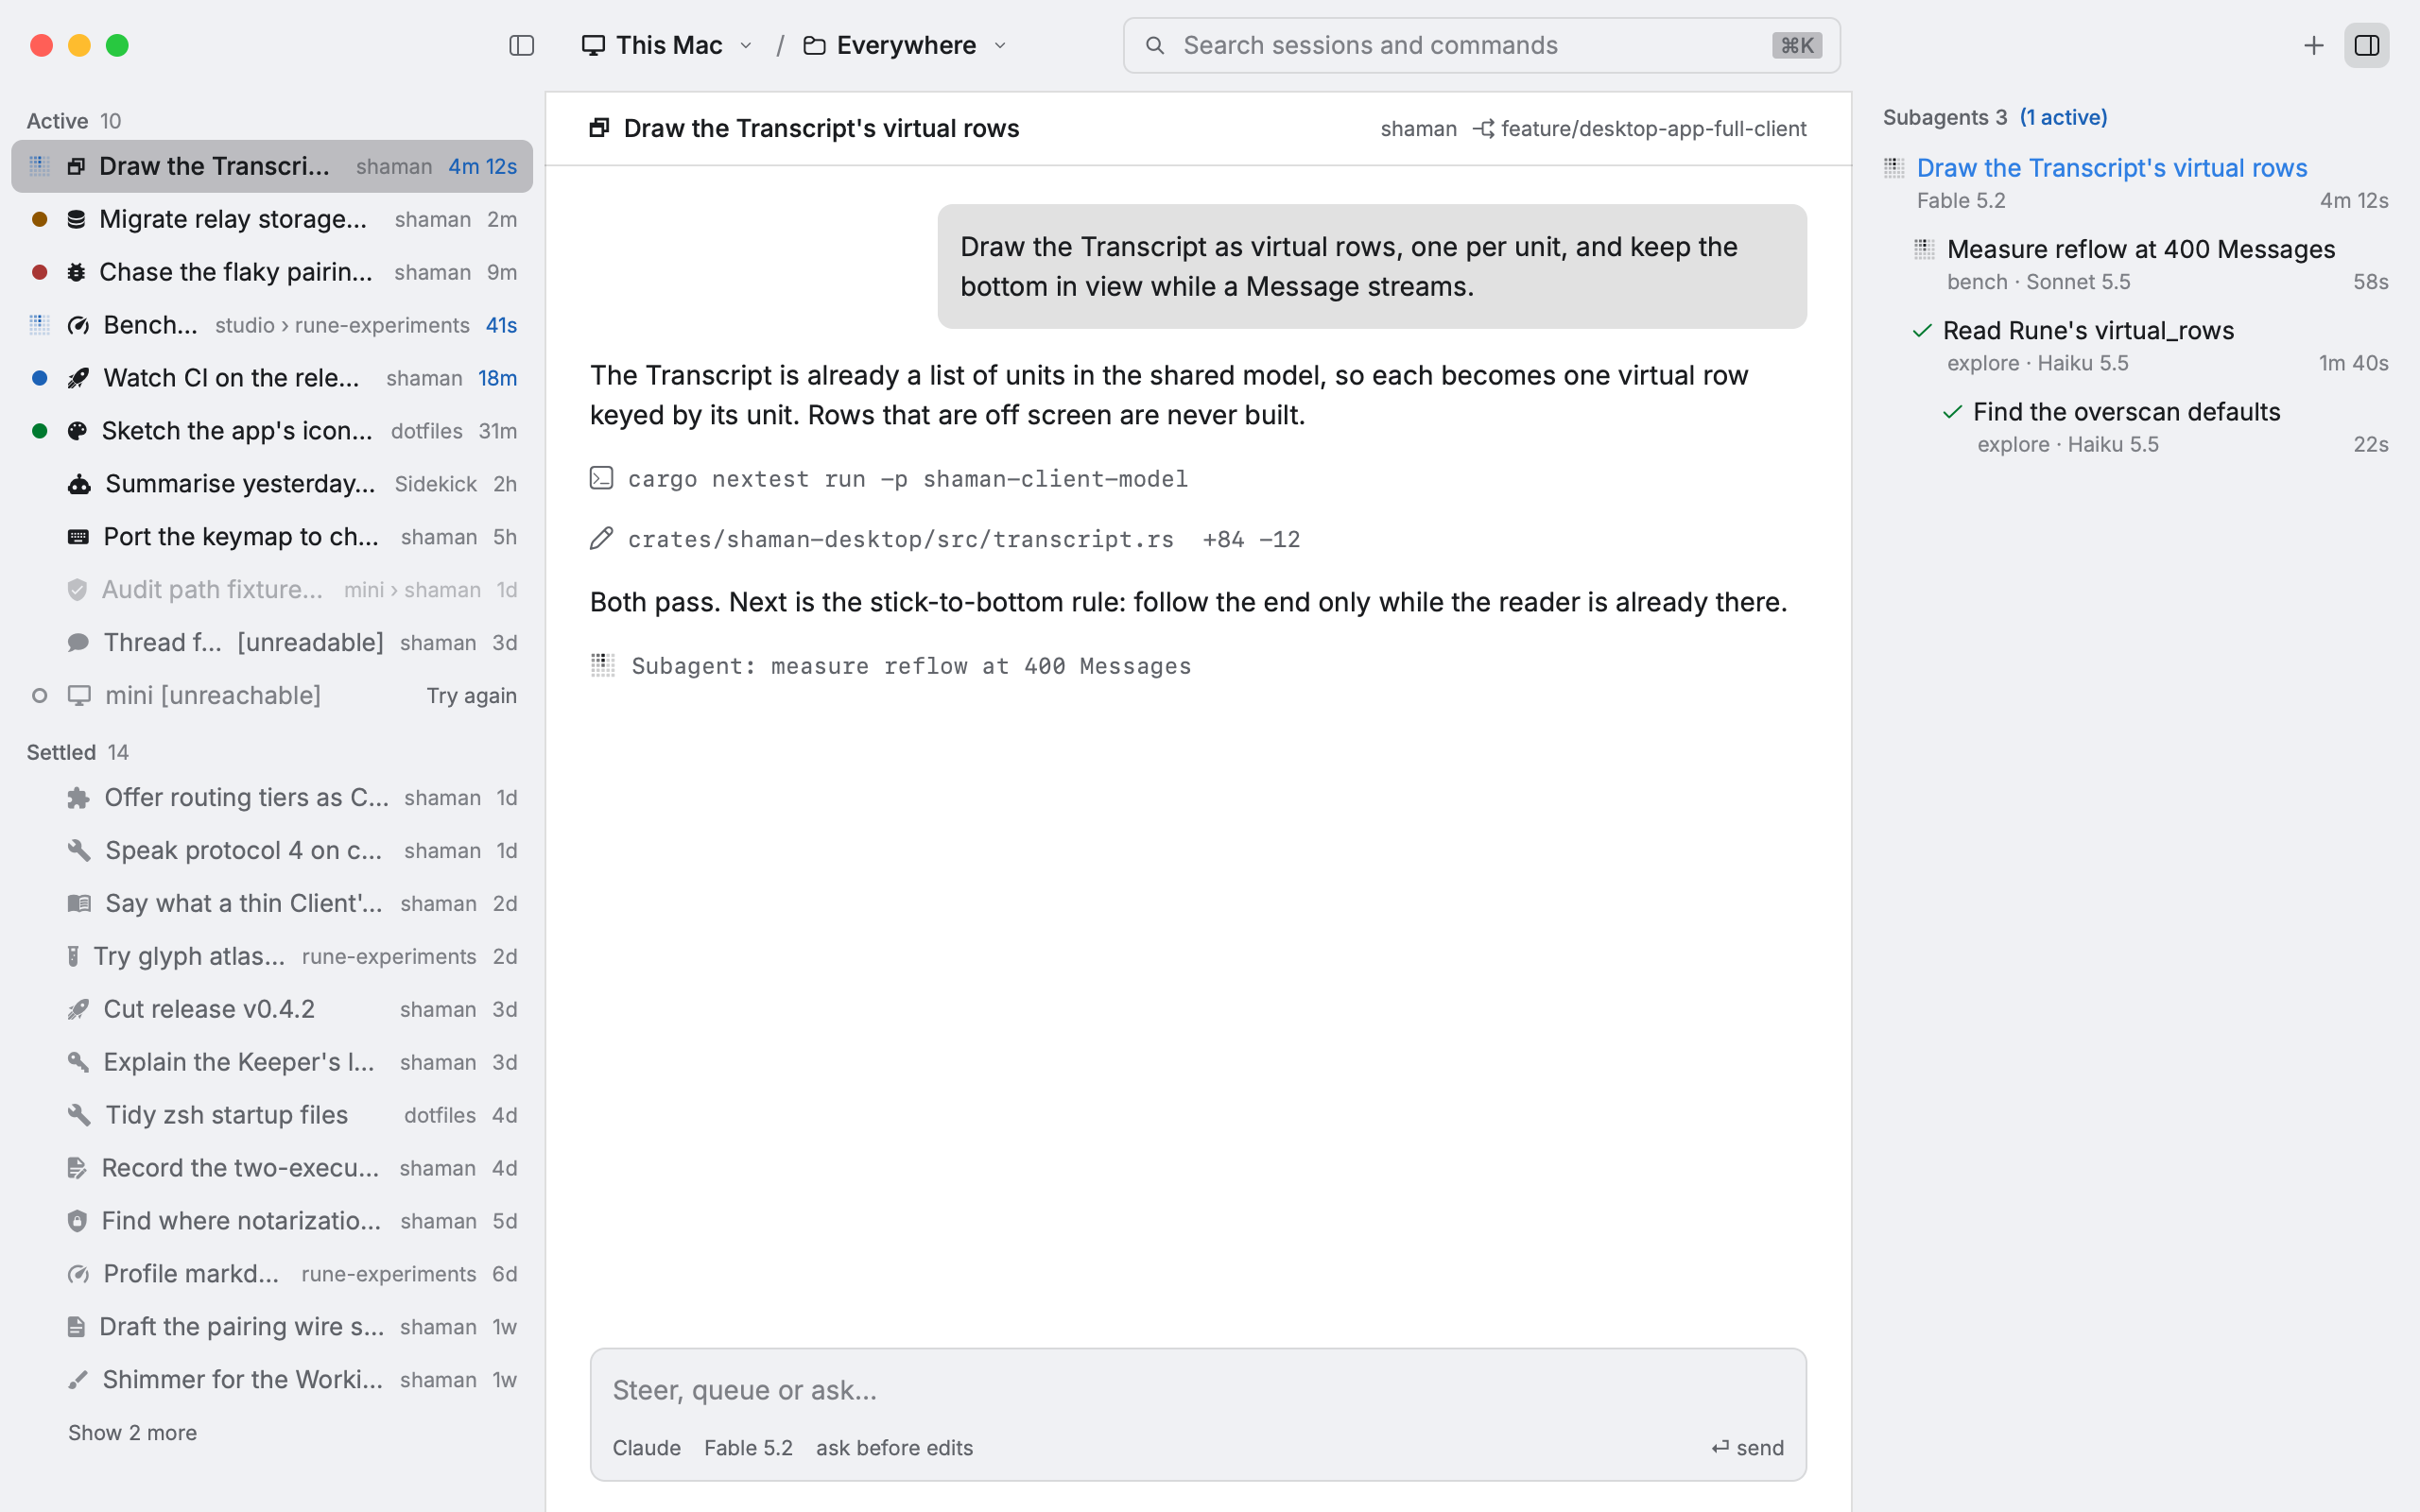 This Mac / Everywhere
Search sessions and commands ⌘K
Active 10
Draw the Transcri... shaman 4m 12s
Migrate relay storage... shaman 2m
Chase the flaky pairin... shaman 9m
Bench... studio › rune-experiments 41s
Watch CI on the rele... shaman 18m
Sketch the app's icon... dotfiles 31m
Summarise yesterday... Sidekick 2h
Port the keymap to ch... shaman 5h
Audit path fixture... mini › shaman 1d
Thread f... [unreadable] shaman 3d
mini [unreachable] Try again
Settled 14
Offer routing tiers as C... shaman 1d
Speak protocol 4 on c... shaman 1d
Say what a thin Client'... shaman 2d
Try glyph atlas... rune-experiments 2d
Cut release v0.4.2 shaman 3d
Explain the Keeper's l... shaman 3d
Tidy zsh startup files dotfiles 4d
Record the two-execu... shaman 4d
Find where notarizatio... shaman 5d
Profile markd... rune-experiments 6d
Draft the pairing wire s... shaman 1w
Shimmer for the Worki... shaman 1w
Show 2 more
Draw the Transcript's virtual rows shaman feature/desktop-app-full-client
Draw the Transcript as virtual rows, one per unit, and keep the
bottom in view while a Message streams.
The Transcript is already a list of units in the shared model, so each becomes one virtual row
keyed by its unit. Rows that are off screen are never built.
cargo nextest run -p shaman-client-model
crates/shaman-desktop/src/transcript.rs +84 -12
Both pass. Next is the stick-to-bottom rule: follow the end only while the reader is already there.
Subagent: measure reflow at 400 Messages
Steer, queue or ask...
Claude Fable 5.2 ask before edits send
Subagents 3 (1 active)
Draw the Transcript's virtual rows
Fable 5.2 4m 12s
Measure reflow at 400 Messages
bench · Sonnet 5.5 58s
Read Rune's virtual_rows
explore · Haiku 5.5 1m 40s
Find the overscan defaults
explore · Haiku 5.5 22s